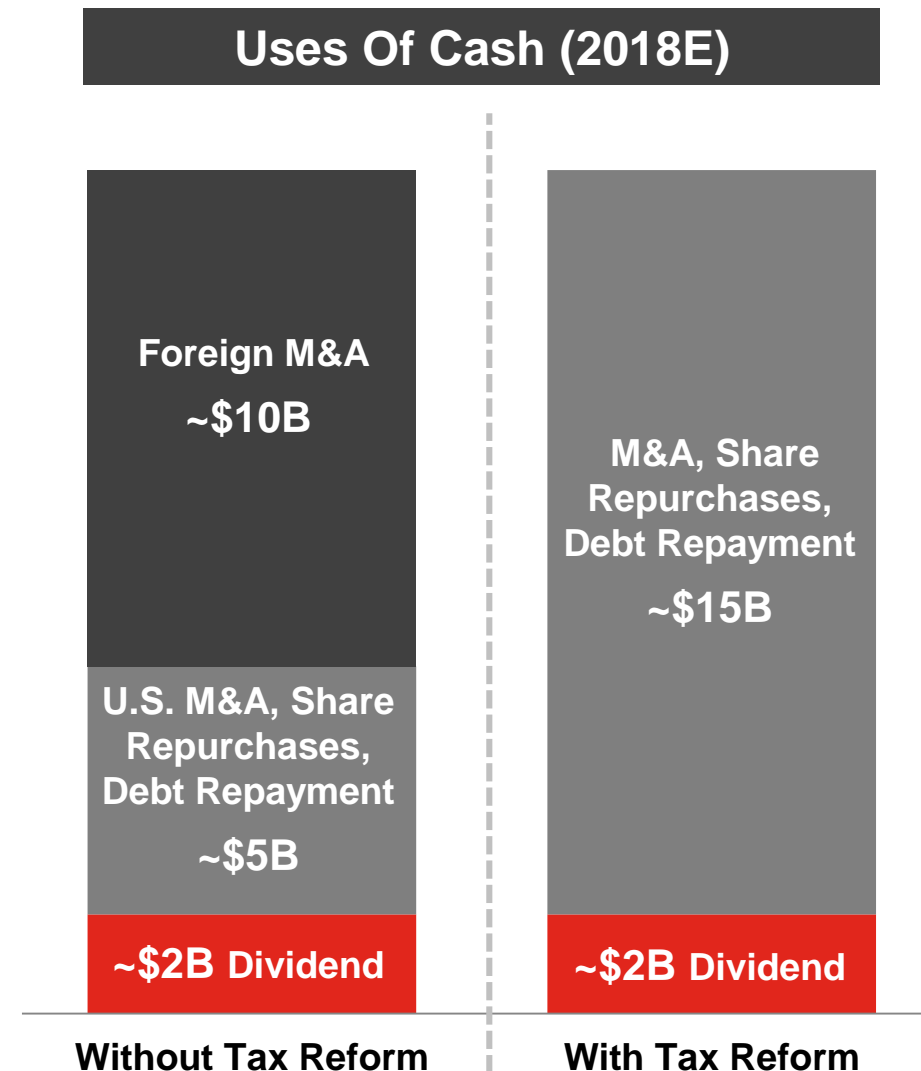 Uses Of Cash (2018E)
Foreign M&A
~$10B
U.S. M&A, Share
Repurchases,
Debt Repayment
~$5B
~$2B Dividend
Without Tax Reform
M&A, Share
Repurchases,
Debt Repayment
~$15B
~$2B Dividend
With Tax Reform